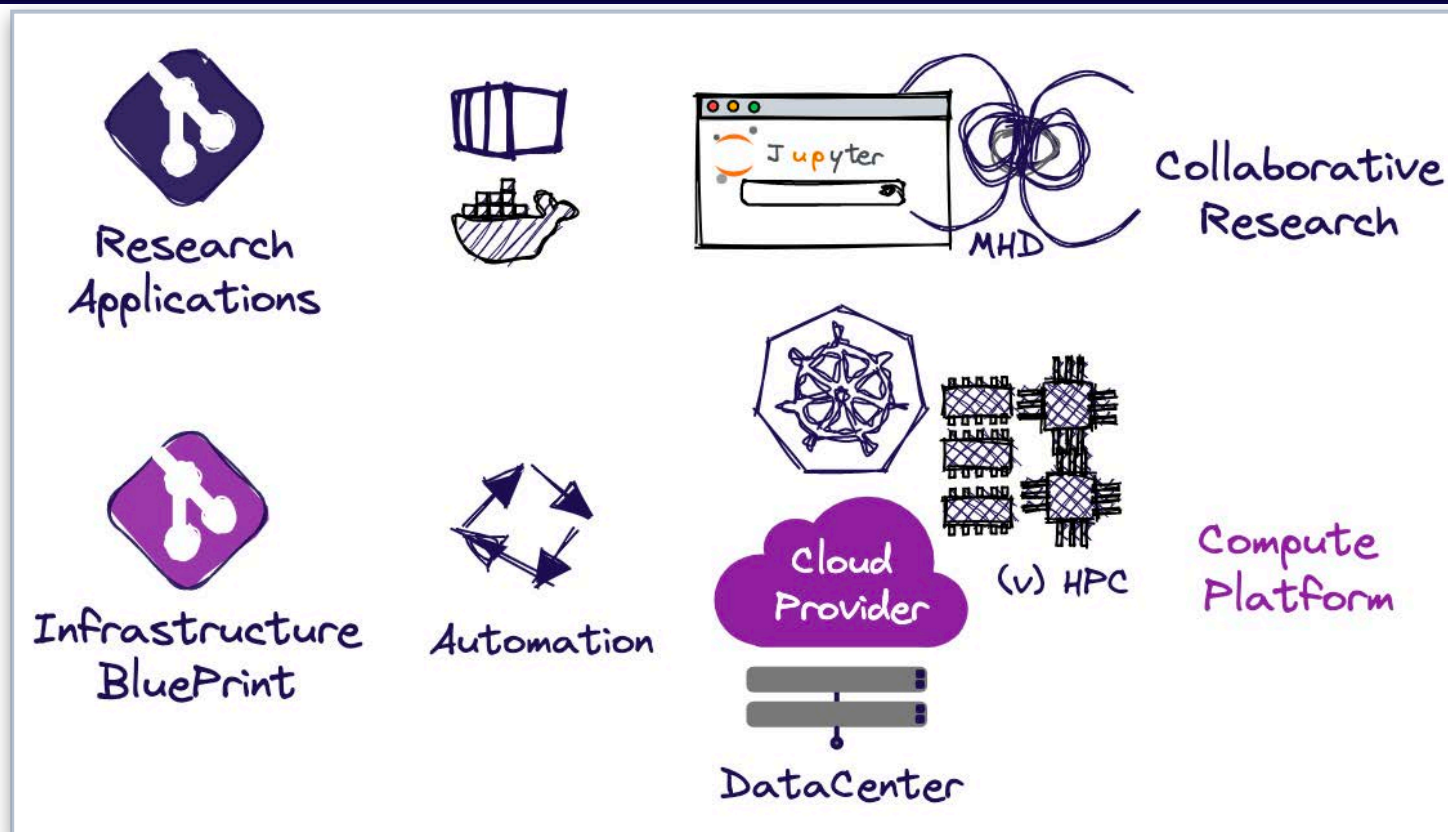 Research
Applications
Jupyter
MHD
Collaborative
Research
Infrastructure
BluePrint
Automation
Cloud
Provider
(v) HPC
Compute
Platform
DataCenter